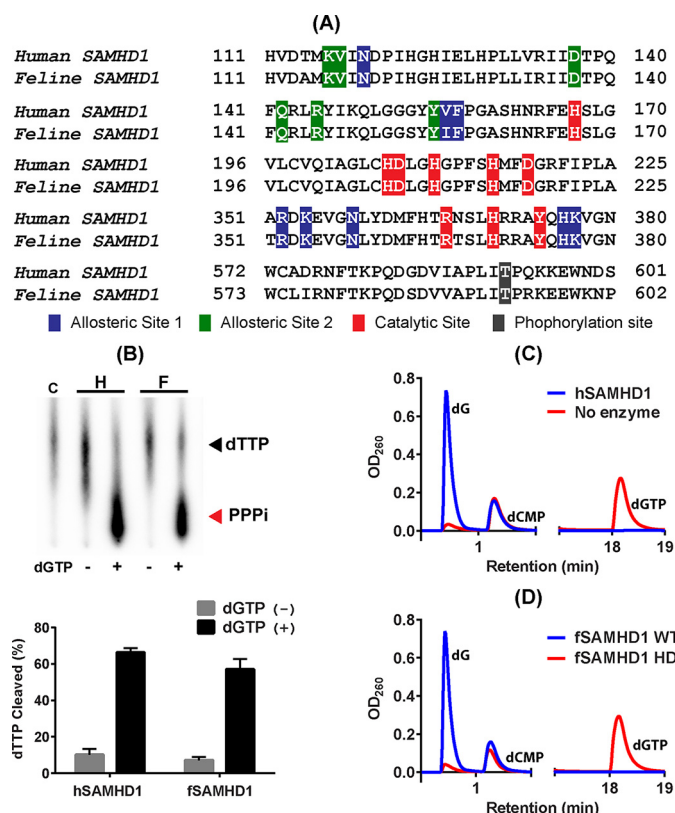 (A)
Human SAMHD1 111 HVDTMKVINDPIHGHIELHPLLVRIIDTPQ 140
Feline SAMHD1 111 HVDAMKVINDPIHGHIELHPLLIRIIDTPQ 140
Human SAMHD1 141 FQRLRYIKQLGGGYYVFPGASHNRFEHSLG 170
Feline SAMHD1 141 FQRLRYIKQLGGGYYIFPGASHNRFEHSLG 170
Human SAMHD1 196 VLCVQIAGLCHDLGHGPFSHMFDGRFIPLA 225
Feline SAMHD1 196 VLCVQIAGLCHDLGHGPFSHMFDGRFIPLA 225
Human SAMHD1 351 ARDKEVGNLYDMFHTRNSLHRRAYQHKVGN 380
Feline SAMHD1 351 TRDKEVGNLYDMFHTRTSLHRRAYQHKVGN 380
Human SAMHD1 572 WCADRNFTKPQDGDVIAPLITPQKKEWNDS 601
Feline SAMHD1 573 WCLIRNFTKPQDSDVVAPLITPRKEEWKNP 602
Allosteric Site 1 Allosteric Site 2 Catalytic Site Phophorylation site
(B)
C H F
dTTP
PPPi
dGTP - + - +
dGTP (−)
dGTP (+)
dTTP Cleaved (%)
80
60
40
20
0
hSAMHD1 fSAMHD1
(C)
hSAMHD1
No enzyme
OD260
0.8
0.6
0.4
0.2
0.0
dG
dCMP
dGTP
1 18 19
Retention (min)
(D)
fSAMHD1 WT
fSAMHD1 HD
OD260
0.8
0.6
0.4
0.2
0.0
dG
dCMP
dGTP
1 18 19
Retention (min)